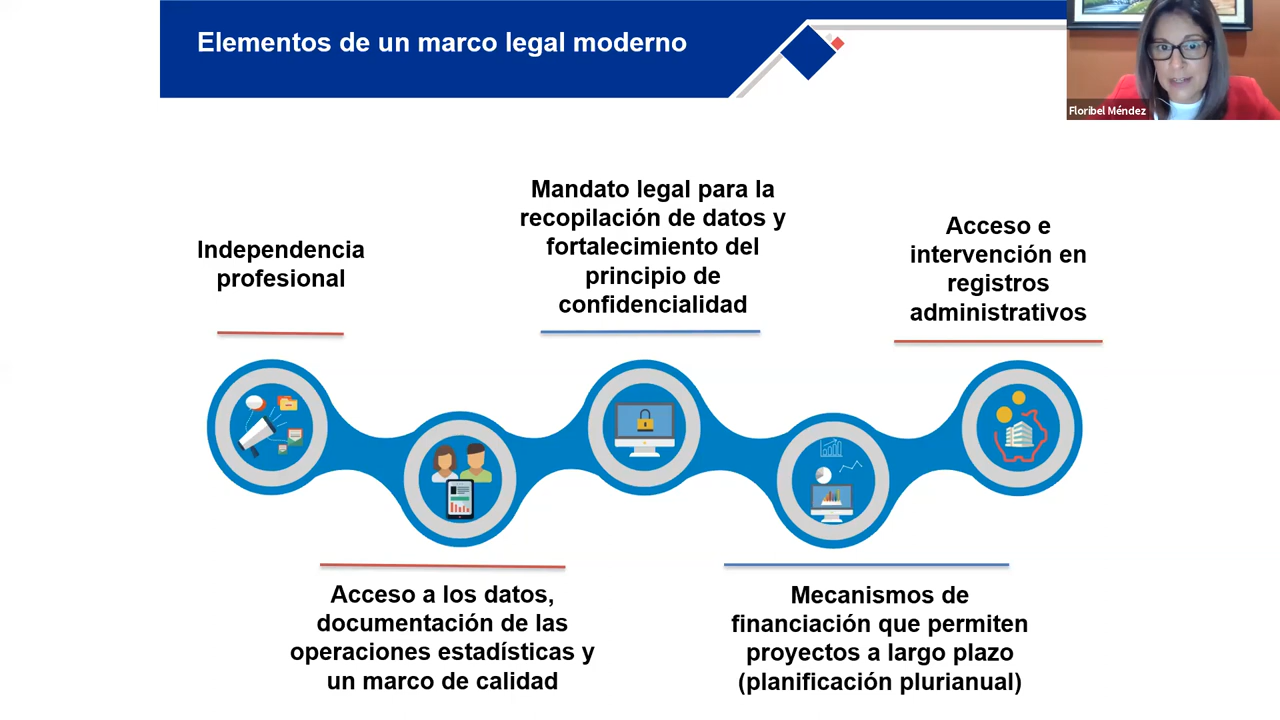 Elementos de un marco legal moderno
Floribel Méndez
Independencia
profesional
Mandato legal para la
recopilación de datos y
fortalecimiento del
principio de
confidencialidad
Acceso e
intervención en
registros
administrativos
Acceso a los datos,
documentación de las
operaciones estadísticas y
un marco de calidad
Mecanismos de
financiación que permiten
proyectos a largo plazo
(planificación plurianual)